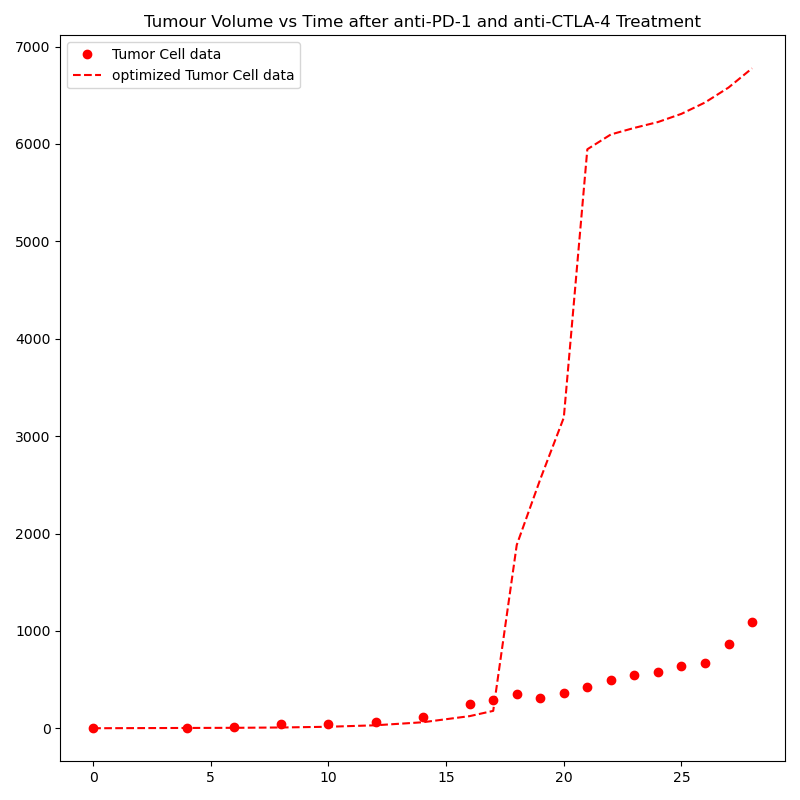 Tumour Volume vs Time after anti-PD-1 and anti-CTLA-4 Treatment
Tumor Cell data
optimized Tumor Cell data
7000
6000
5000
4000
3000
2000
1000
0
0 5 10 15 20 25